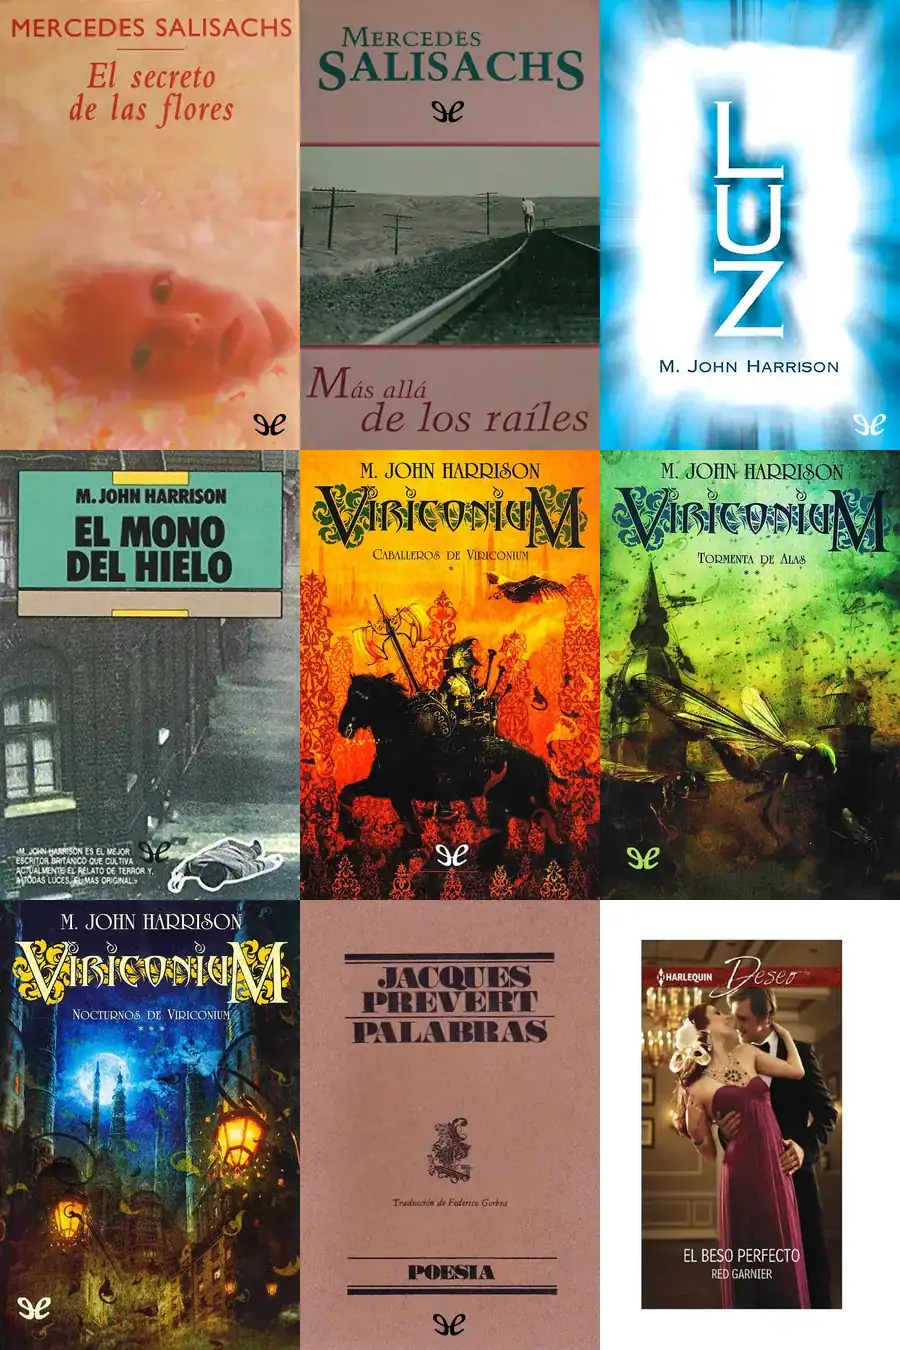 MERCEDES SALISACHS
El secreto
de las flores
MERCEDES
SALISACHS
Más allá
de los raíles
LUZ
M. JOHN HARRISON
M. JOHN HARRISON
EL MONO
DEL HIELO
«M. JOHN HARRISON ES EL MEJOR
ESCRITOR BRITÁNICO QUE CULTIVA
ACTUALMENTE EL RELATO DE TERROR Y,
A TODAS LUCES, EL MÁS ORIGINAL.»
M. JOHN HARRISON
VIRICONIUM
CABALLEROS DE VIRICONIUM
*
M. JOHN HARRISON
VIRICONIUM
TORMENTA DE ALAS
* *
M. JOHN HARRISON
VIRICONIUM
NOCTURNOS DE VIRICONIUM
* * *
JACQUES
PREVERT
PALABRAS
Traducción de Federico Gorbea
POESIA
HARLEQUIN Deseo™
EL BESO PERFECTO
RED GARNIER